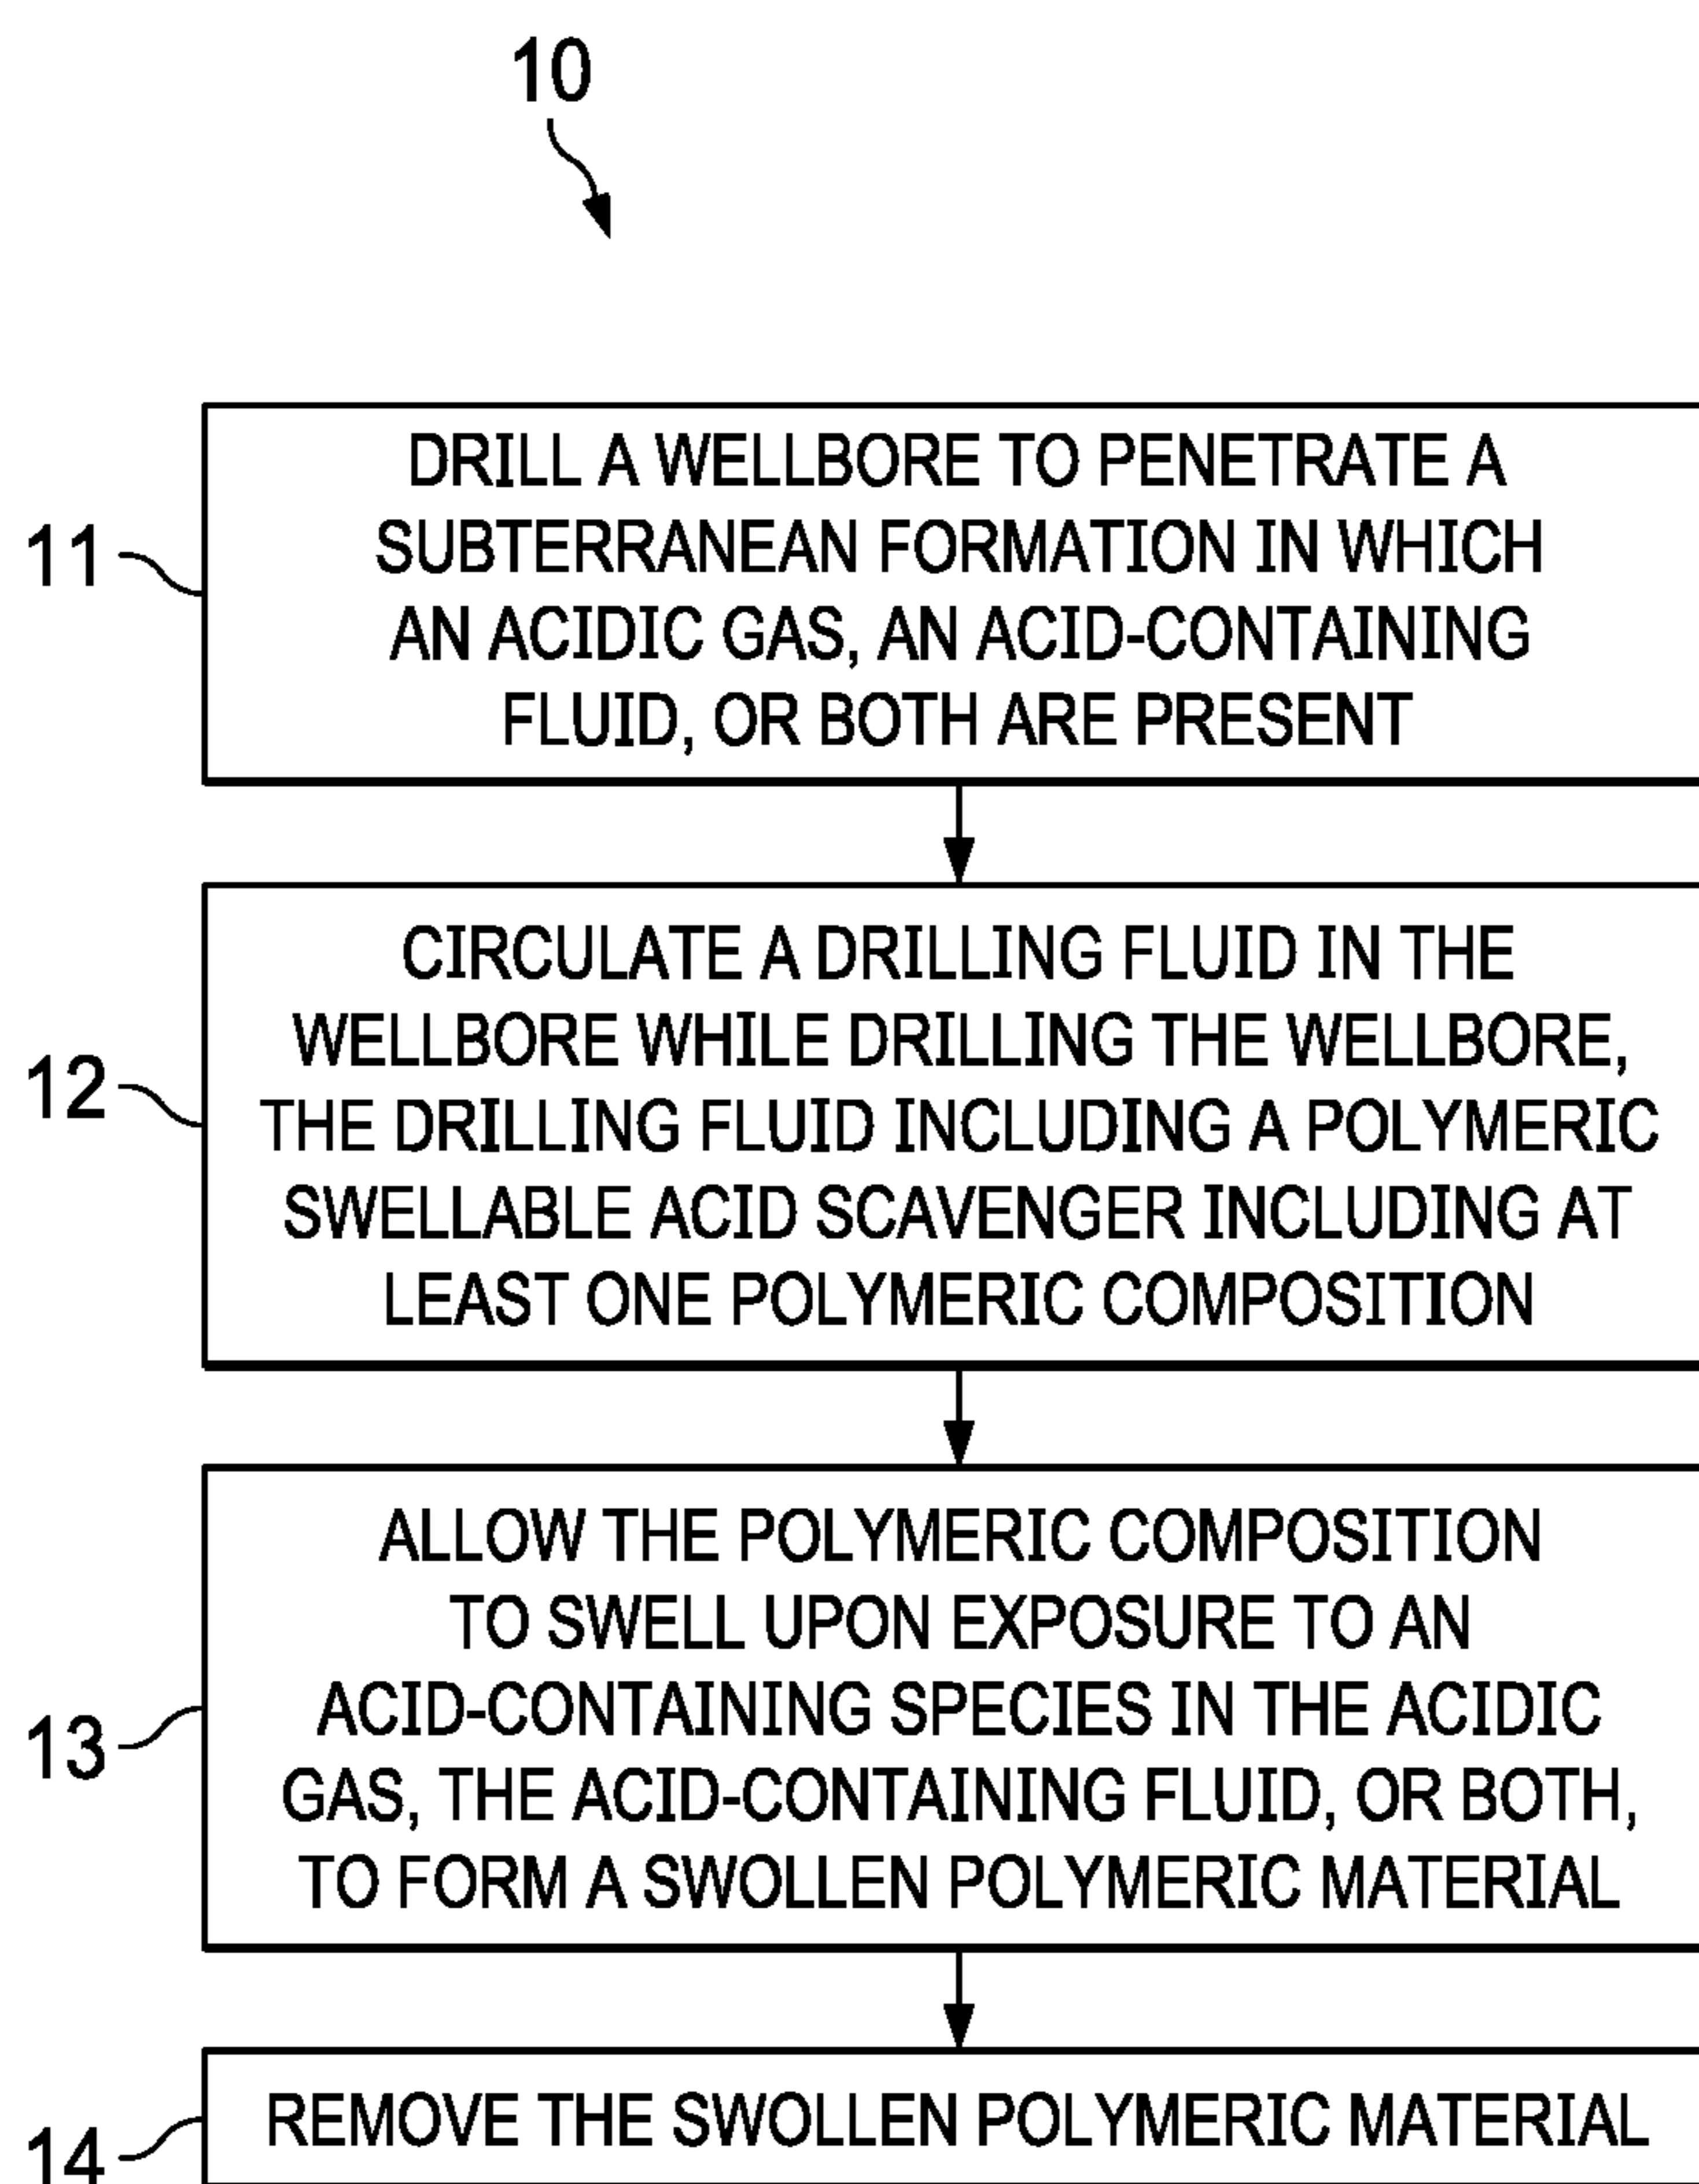 10
11
DRILL A WELLBORE TO PENETRATE A
SUBTERRANEAN FORMATION IN WHICH
AN ACIDIC GAS, AN ACID-CONTAINING
FLUID, OR BOTH ARE PRESENT
12
CIRCULATE A DRILLING FLUID IN THE
WELLBORE WHILE DRILLING THE WELLBORE,
THE DRILLING FLUID INCLUDING A POLYMERIC
SWELLABLE ACID SCAVENGER INCLUDING AT
LEAST ONE POLYMERIC COMPOSITION
13
ALLOW THE POLYMERIC COMPOSITION
TO SWELL UPON EXPOSURE TO AN
ACID-CONTAINING SPECIES IN THE ACIDIC
GAS, THE ACID-CONTAINING FLUID, OR BOTH,
TO FORM A SWOLLEN POLYMERIC MATERIAL
14
REMOVE THE SWOLLEN POLYMERIC MATERIAL